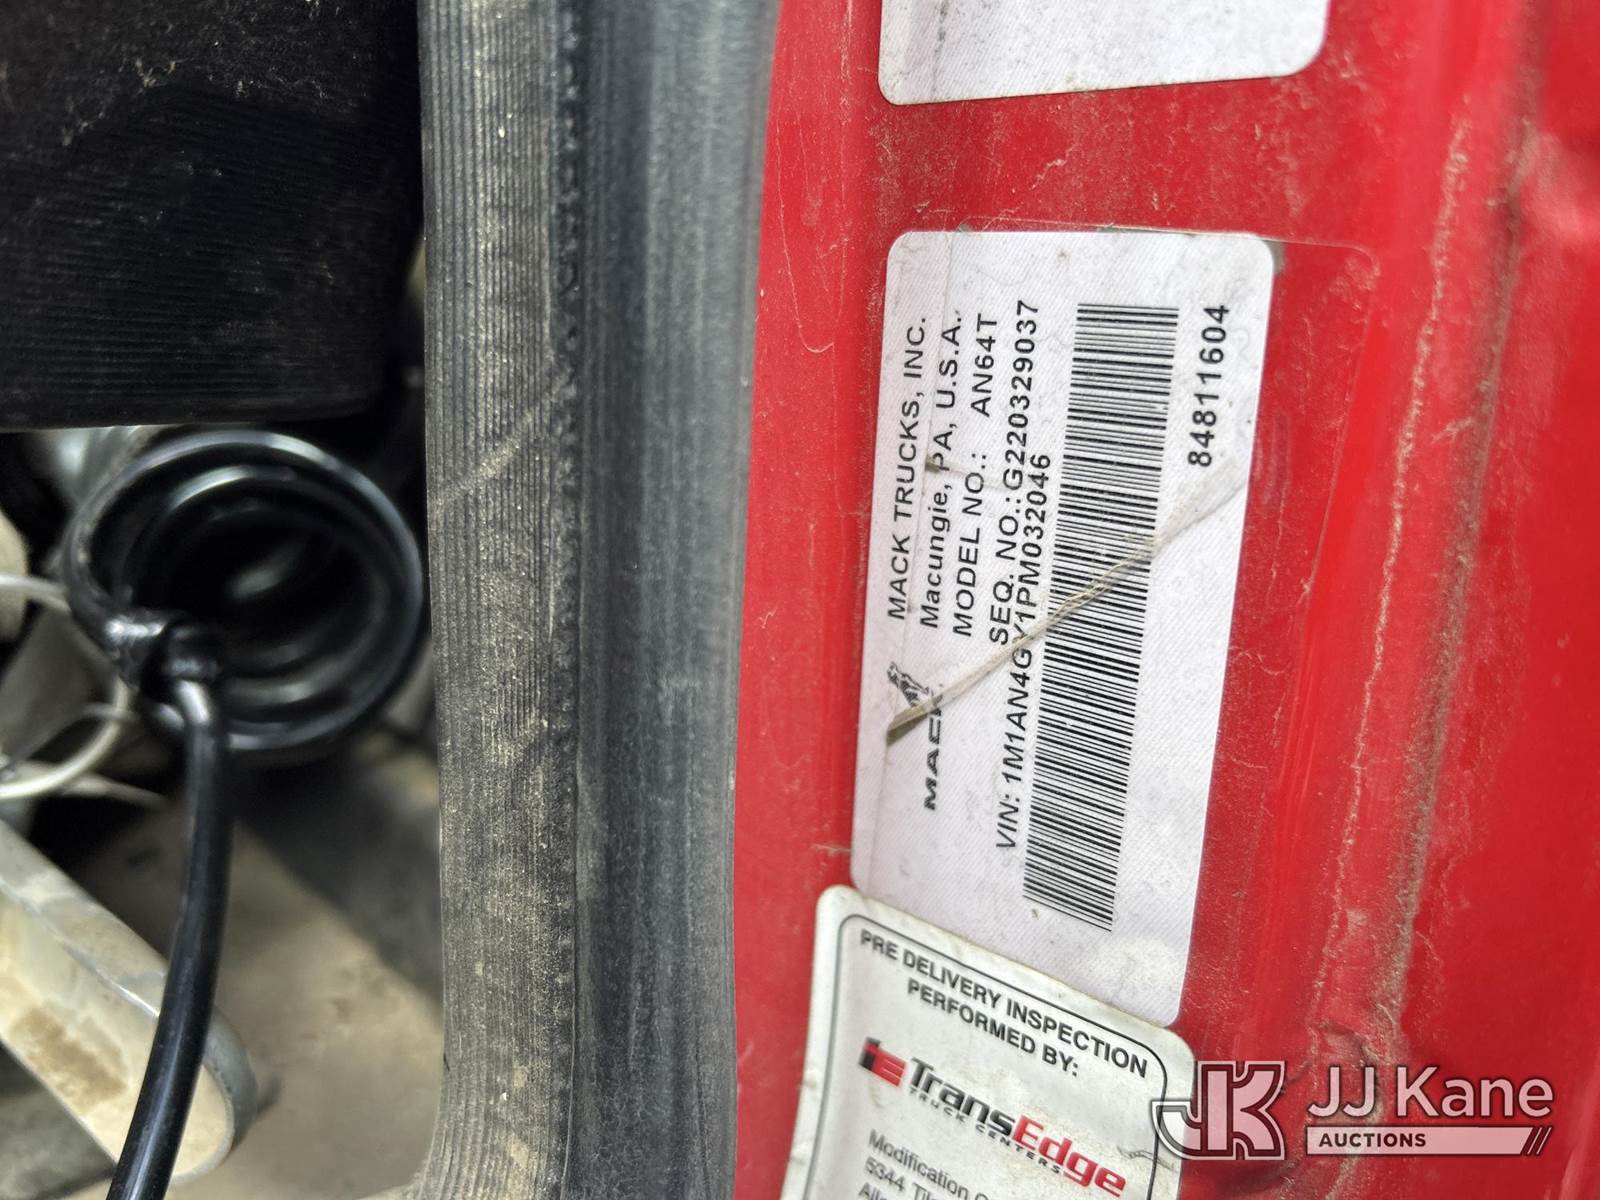 MACK TRUCKS, INC.
Macungie, PA, U.S.A.
MODEL NO.: AN64T
SEQ. NO.: G220329037
VIN: 1M1AN4GY1PM032046
84811604
MACK
PRE DELIVERY INSPECTION
PERFORMED BY:
TransEdge
TRUCK CENTERS
Modification
5344
JJ Kane
AUCTIONS